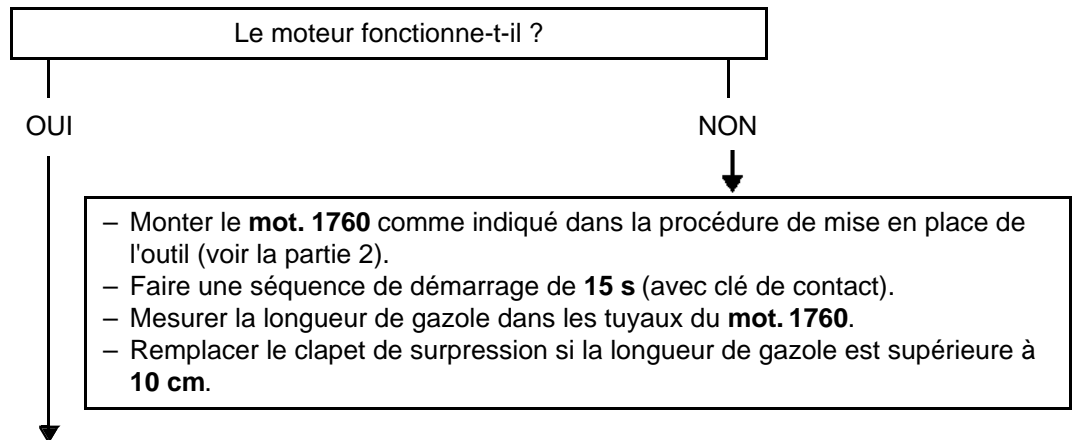 Le moteur fonctionne-t-il ?
OUI
NON
– Monter le mot. 1760 comme indiqué dans la procédure de mise en place de
l'outil (voir la partie 2).
– Faire une séquence de démarrage de 15 s (avec clé de contact).
– Mesurer la longueur de gazole dans les tuyaux du mot. 1760.
– Remplacer le clapet de surpression si la longueur de gazole est supérieure à
10 cm.